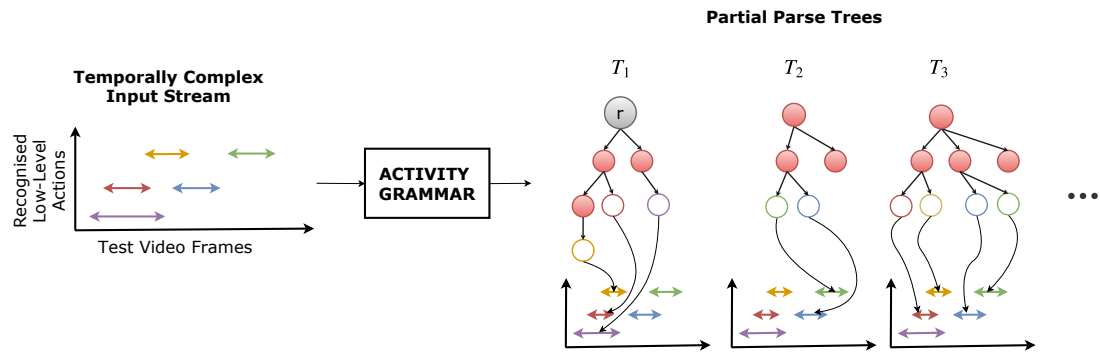 Partial Parse Trees
Temporally Complex
Input Stream
Recognised
Low-Level
Actions
Test Video Frames
ACTIVITY
GRAMMAR
T1
T2
T3
r